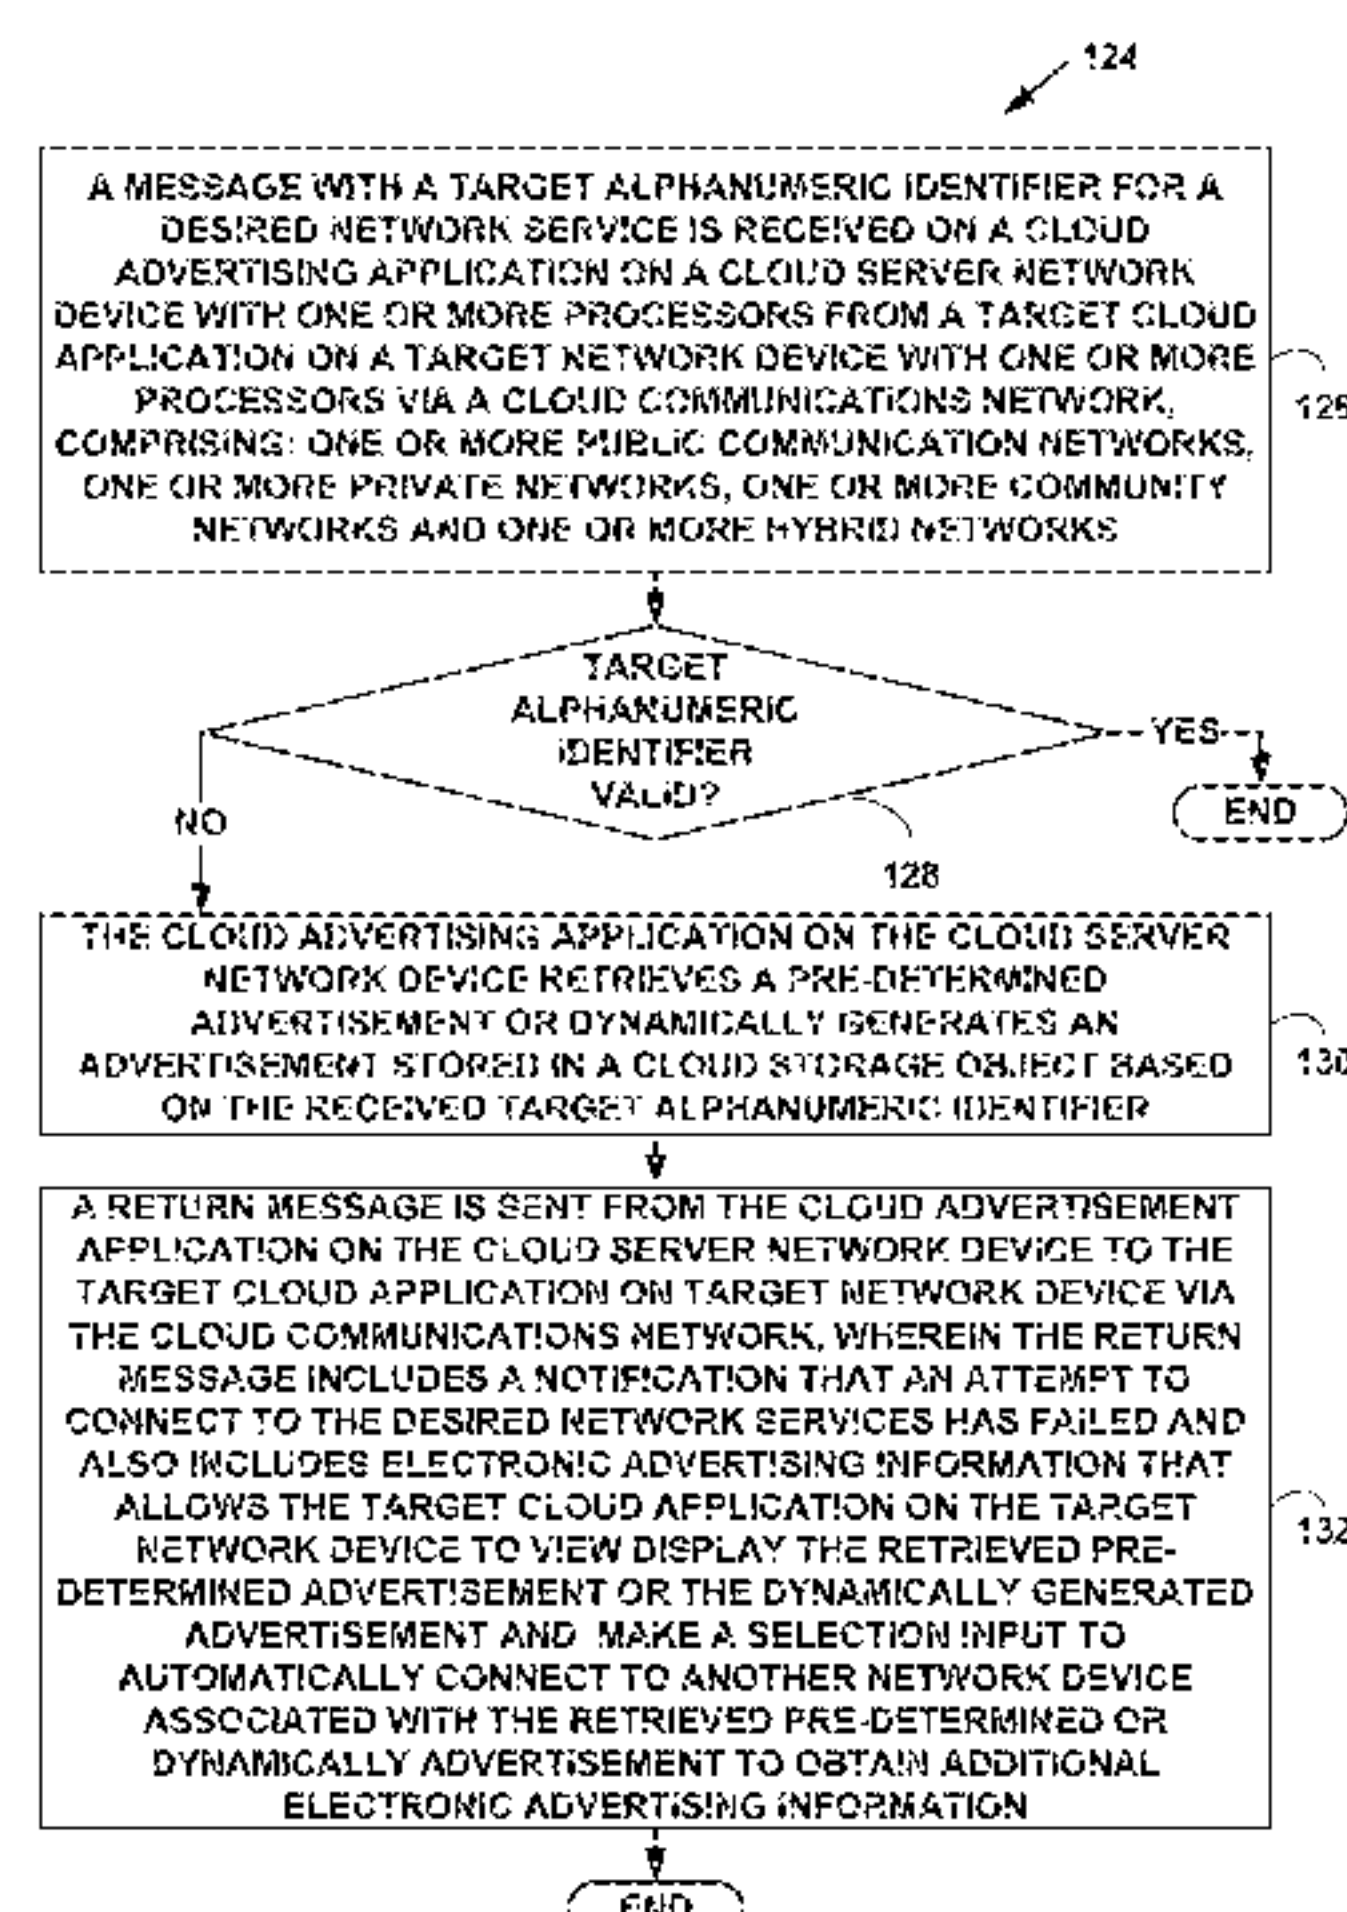 124
A MESSAGE WITH A TARGET ALPHANUMERIC IDENTIFIER FOR A
DESIRED NETWORK SERVICE IS RECEIVED ON A CLOUD
ADVERTISING APPLICATION ON A CLOUD SERVER NETWORK
DEVICE WITH ONE OR MORE PROCESSORS FROM A TARGET CLOUD
APPLICATION ON A TARGET NETWORK DEVICE WITH ONE OR MORE
PROCESSORS VIA A CLOUD COMMUNICATIONS NETWORK,
COMPRISING: ONE OR MORE PUBLIC COMMUNICATION NETWORKS,
ONE OR MORE PRIVATE NETWORKS, ONE OR MORE COMMUNITY
NETWORKS AND ONE OR MORE HYBRID NETWORKS
126
TARGET
ALPHANUMERIC
IDENTIFIER
VALID?
YES
END
NO
128
THE CLOUD ADVERTISING APPLICATION ON THE CLOUD SERVER
NETWORK DEVICE RETRIEVES A PRE-DETERMINED
ADVERTISEMENT OR DYNAMICALLY GENERATES AN
ADVERTISEMENT STORED IN A CLOUD STORAGE OBJECT BASED
ON THE RECEIVED TARGET ALPHANUMERIC IDENTIFIER
130
A RETURN MESSAGE IS SENT FROM THE CLOUD ADVERTISEMENT
APPLICATION ON THE CLOUD SERVER NETWORK DEVICE TO THE
TARGET CLOUD APPLICATION ON TARGET NETWORK DEVICE VIA
THE CLOUD COMMUNICATIONS NETWORK, WHEREIN THE RETURN
MESSAGE INCLUDES A NOTIFICATION THAT AN ATTEMPT TO
CONNECT TO THE DESIRED NETWORK SERVICES HAS FAILED AND
ALSO INCLUDES ELECTRONIC ADVERTISING INFORMATION THAT
ALLOWS THE TARGET CLOUD APPLICATION ON THE TARGET
NETWORK DEVICE TO VIEW DISPLAY THE RETRIEVED PRE-
DETERMINED ADVERTISEMENT OR THE DYNAMICALLY GENERATED
ADVERTISEMENT AND MAKE A SELECTION INPUT TO
AUTOMATICALLY CONNECT TO ANOTHER NETWORK DEVICE
ASSOCIATED WITH THE RETRIEVED PRE-DETERMINED OR
DYNAMICALLY ADVERTISEMENT TO OBTAIN ADDITIONAL
ELECTRONIC ADVERTISING INFORMATION
132
END